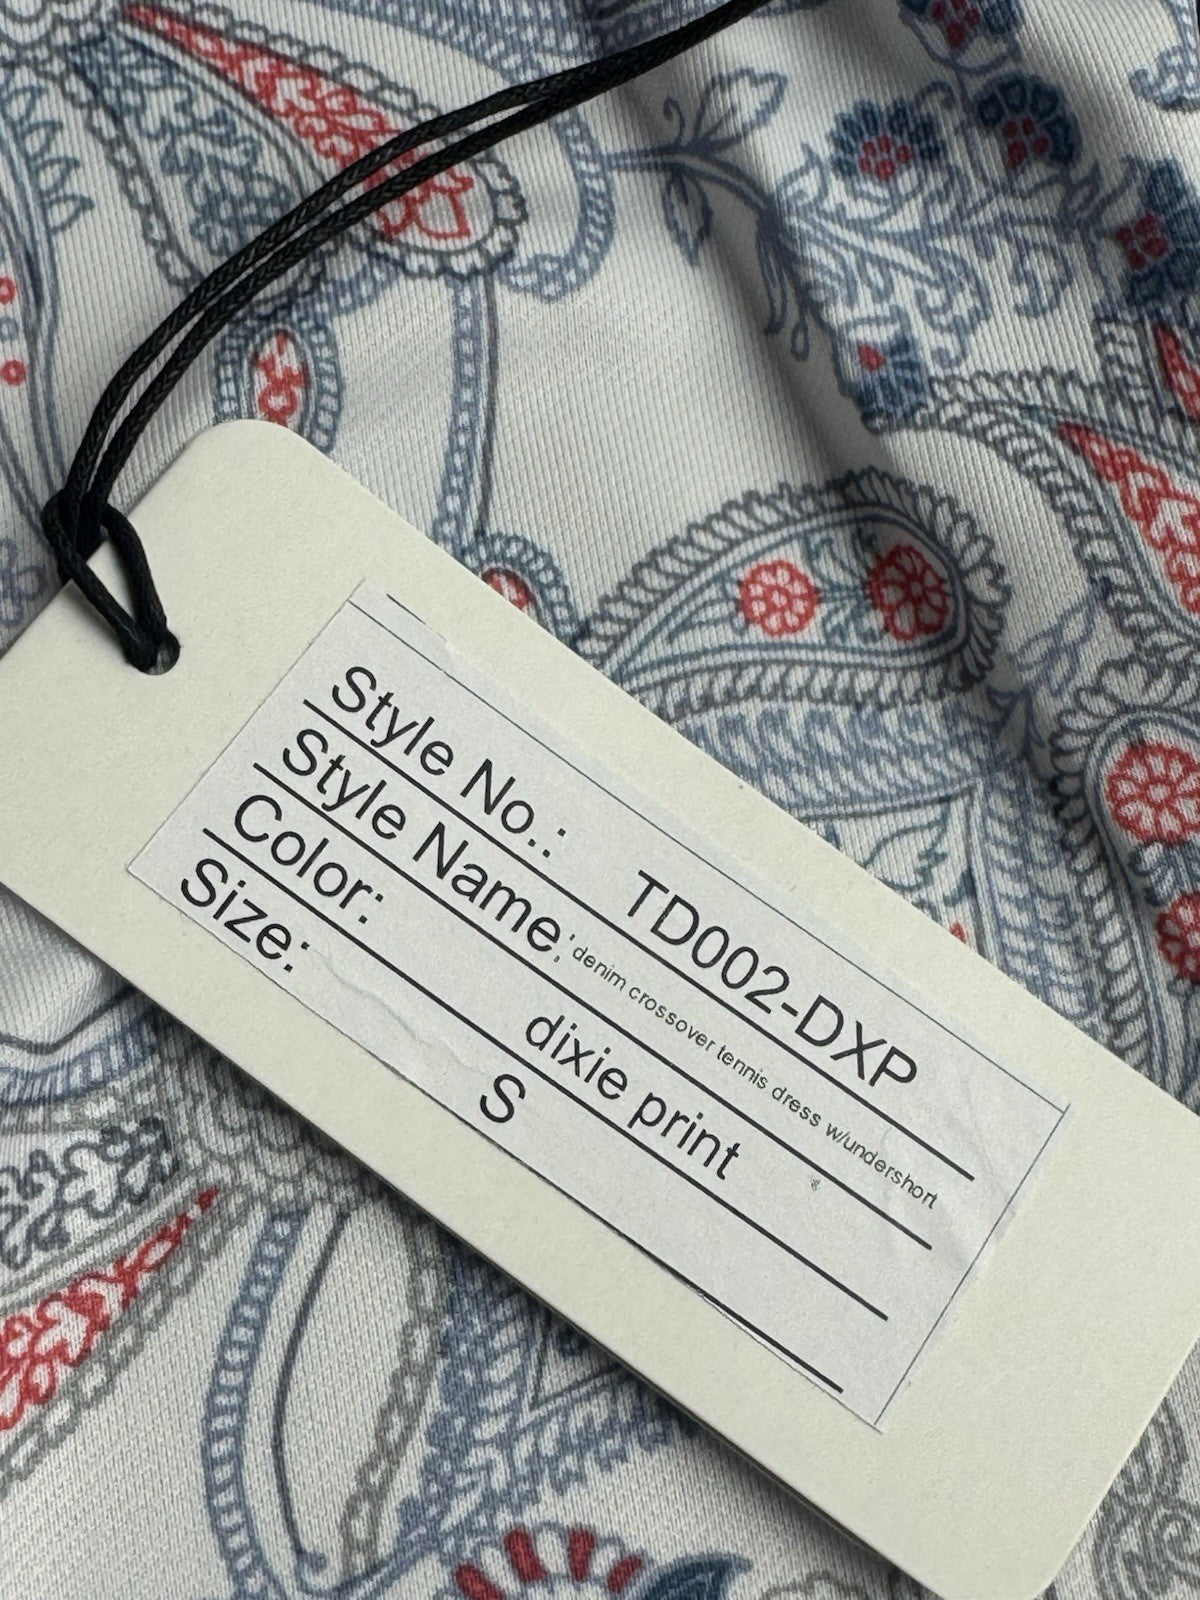 Style No.: TD002-DXP
Style Name: denim crossover tennis dress w/undershort
Color: dixie print
Size: S